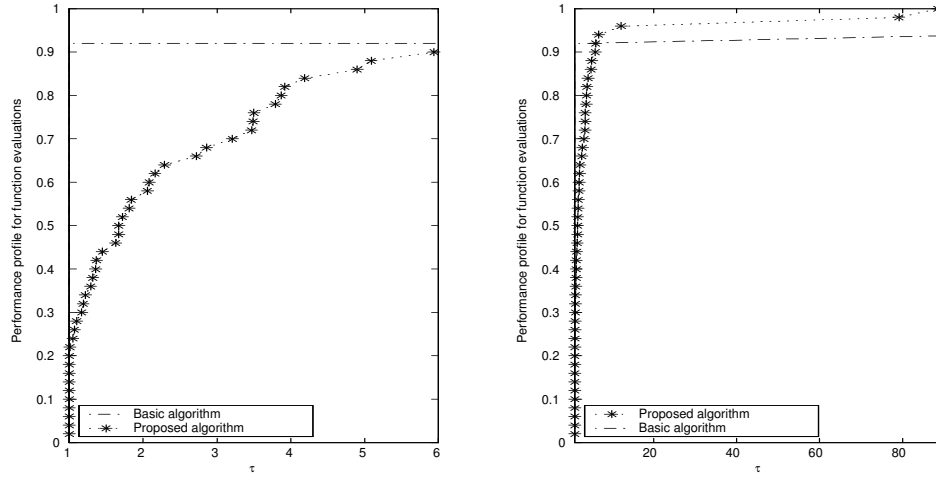 Performance profile for function evaluations
1
0.9
0.8
0.7
0.6
0.5
0.4
0.3
0.2
0.1
0
Basic algorithm
Proposed algorithm
1 2 3 4 5 6
τ
Performance profile for function evaluations
1
0.9
0.8
0.7
0.6
0.5
0.4
0.3
0.2
0.1
0
Proposed algorithm
Basic algorithm
20 40 60 80
τ